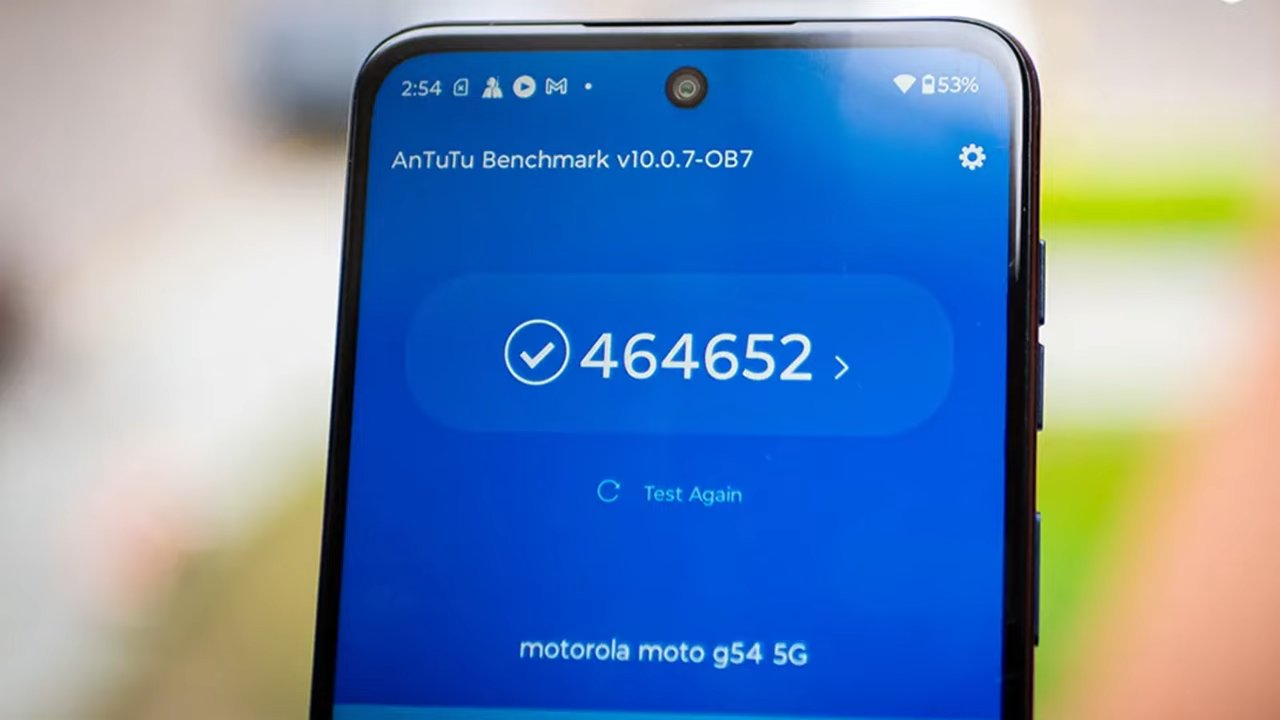 2:54 53%
AnTuTu Benchmark v10.0.7-OB7
464652
Test Again
motorola moto g54 5G